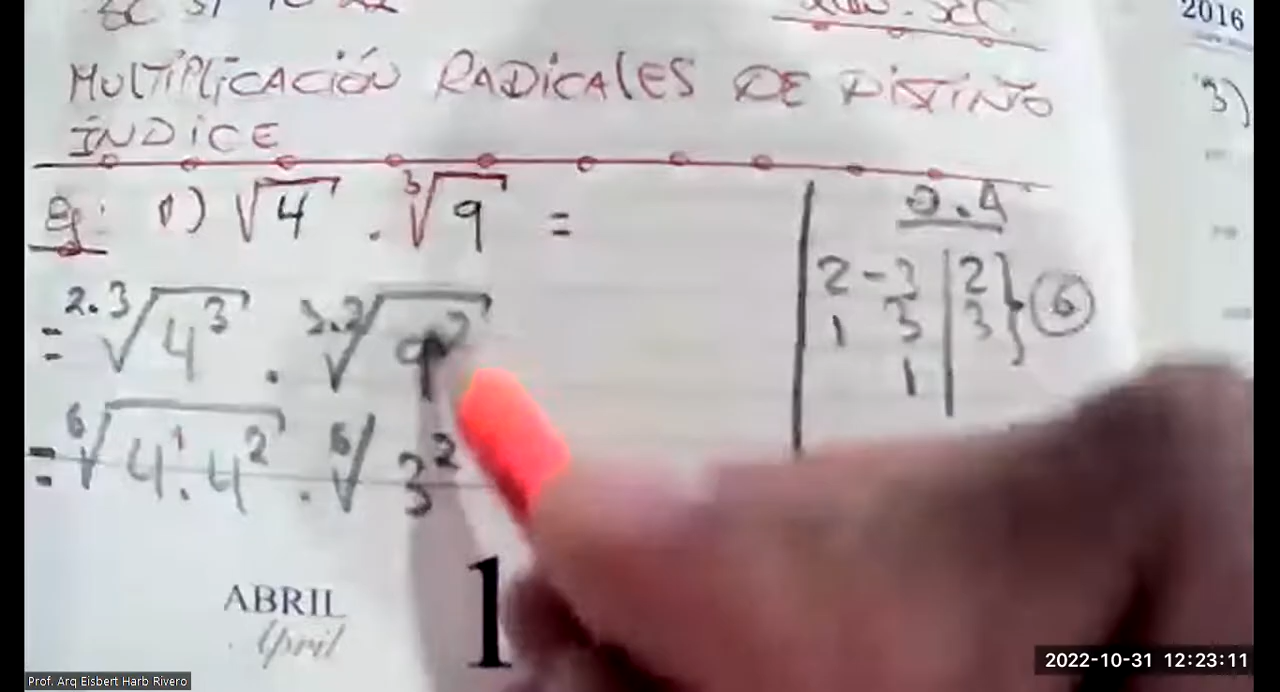 2016
MULTIPLICACIÓN RADICALES DE DISTINTO
ÍNDICE
3)
Ej: 1) √4 . ³√9 =
= ²·³√4³ . ³·²√9²
= ⁶√4¹.4² . ⁶√3²
2 - 3 | 2
1 3 | 3 } 6
1
ABRIL
April
1
2022-10-31 12:23:11
Prof. Arq Eisbert Harb Rivero